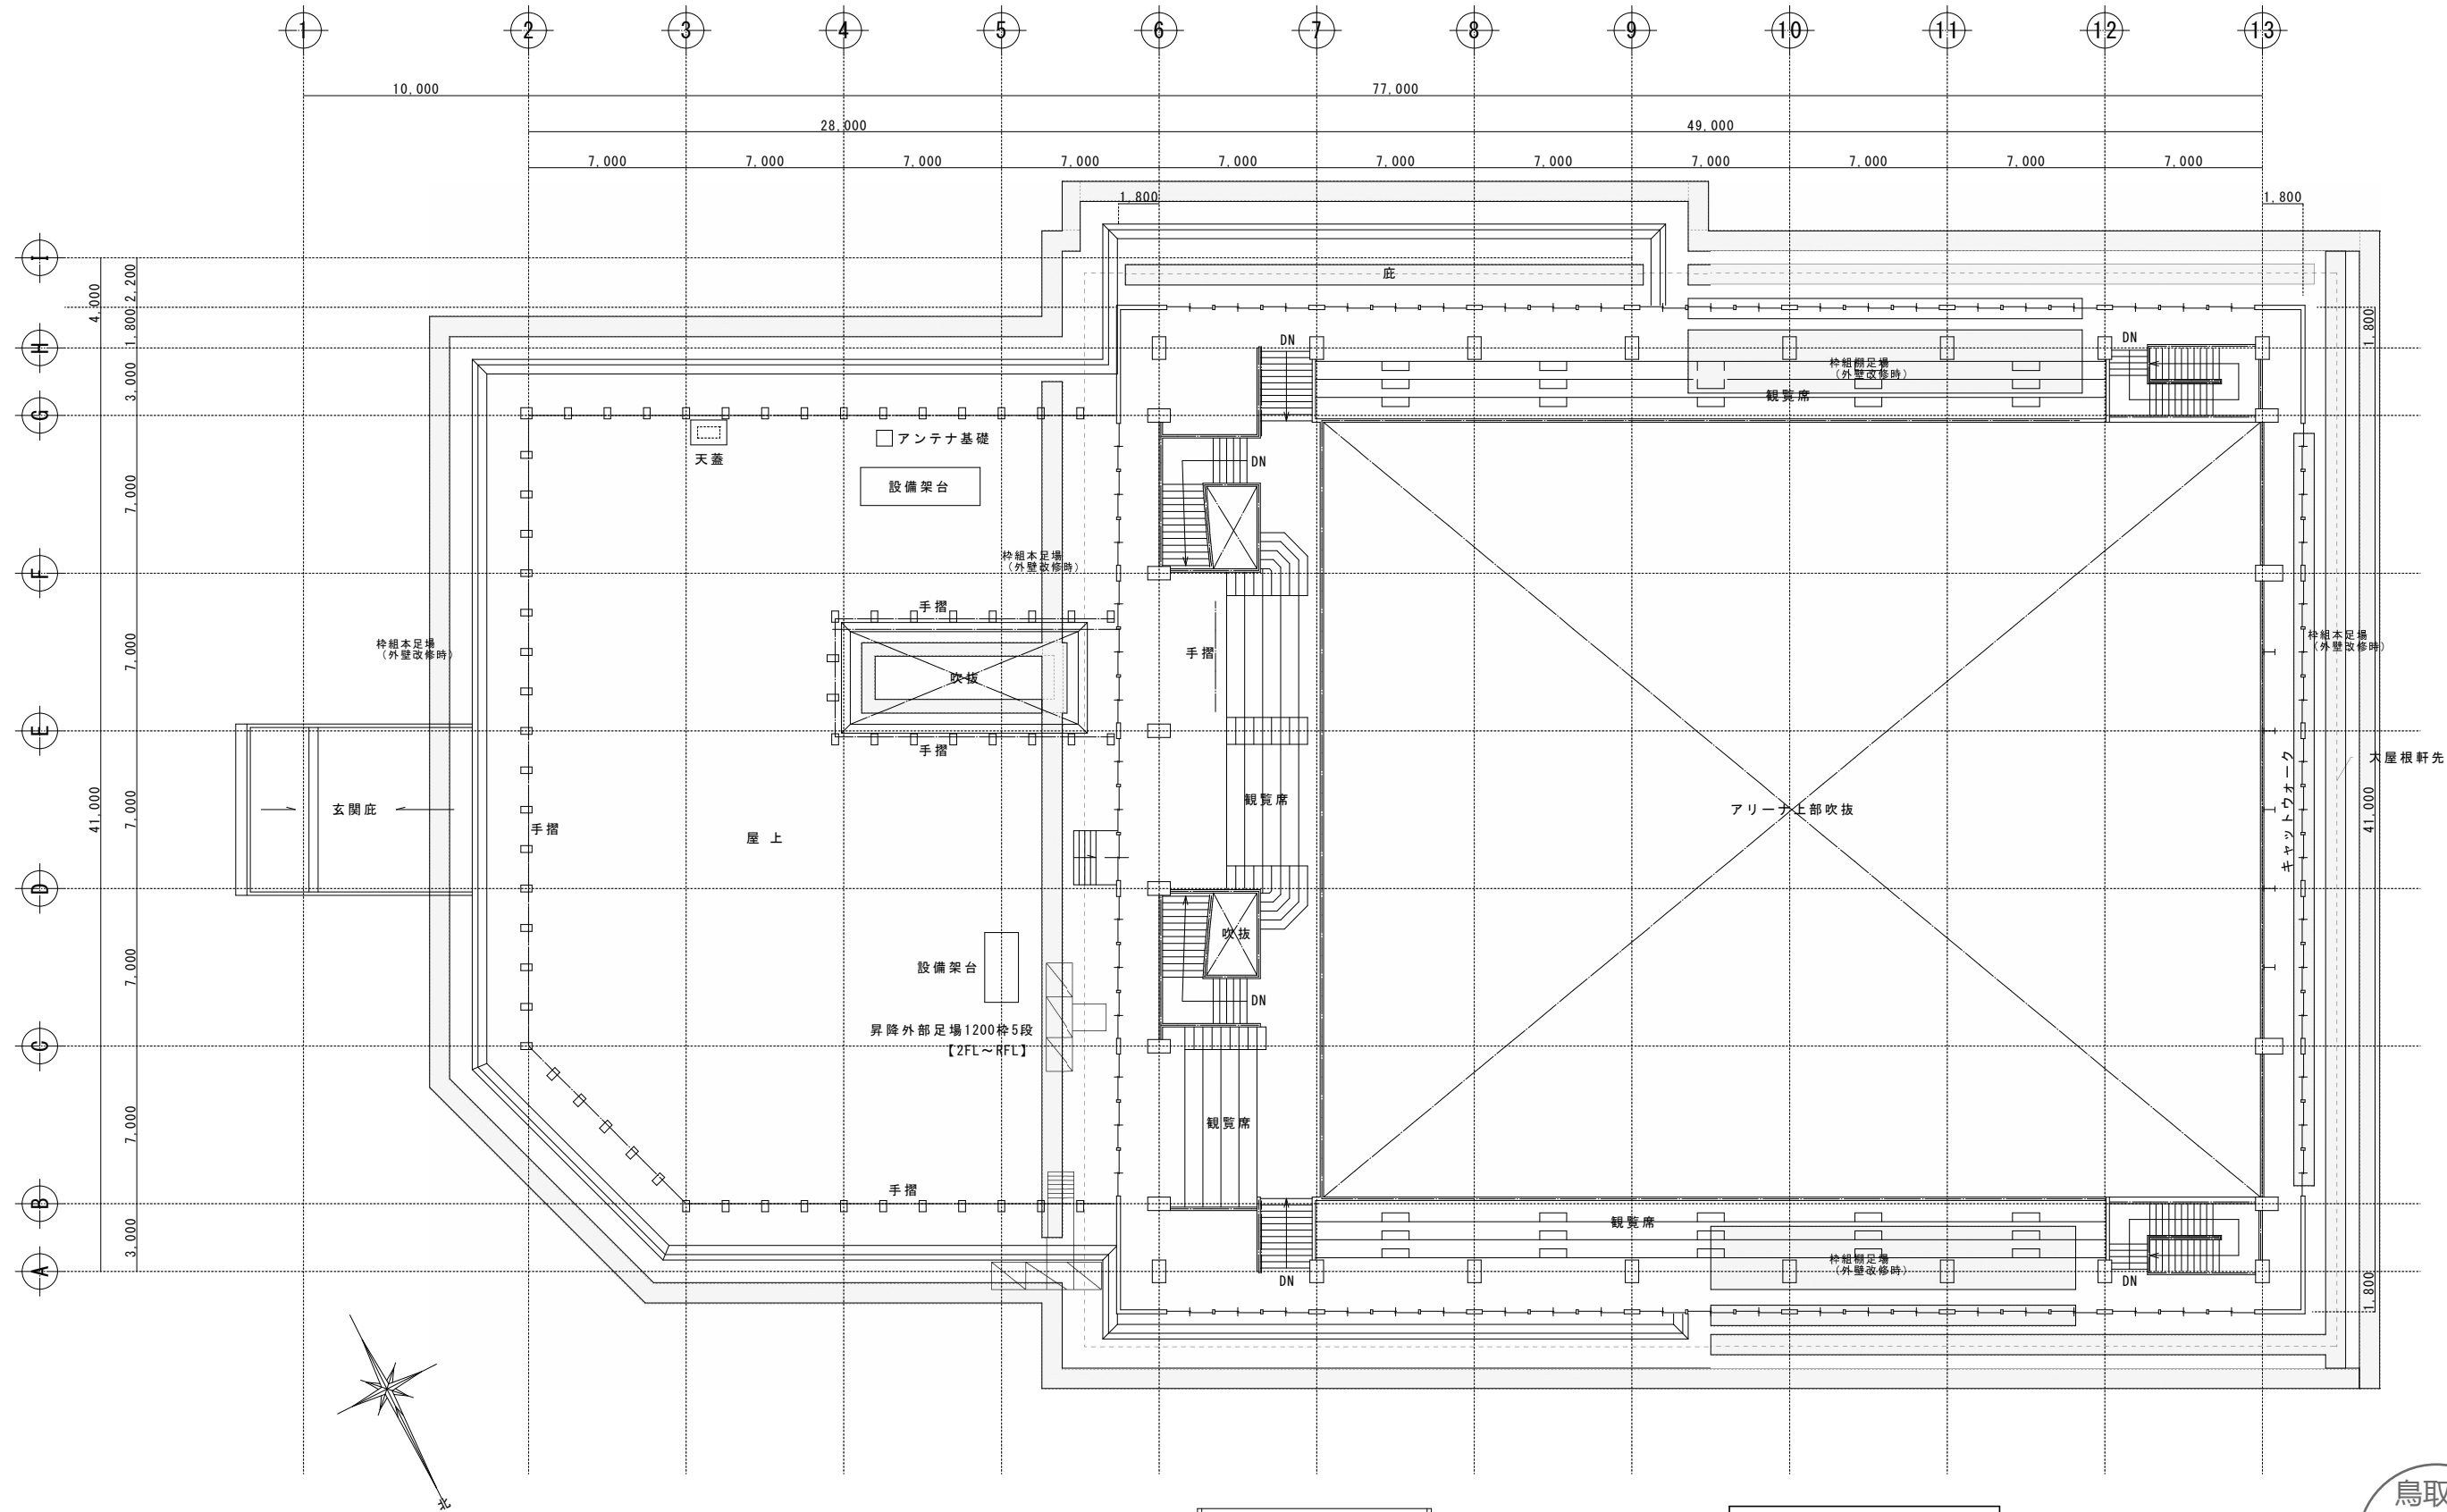 1 2 3 4 5 6 7 8 9 10 11 12 13
10,000 77,000
28,000 49,000
7,000 7,000 7,000 7,000 7,000 7,000 7,000 7,000 7,000 7,000 7,000
1,800 1,800
I
H
G
F
E
D
C
B
A
4,000
41,000
2,200
1,800
3,000
7,000
7,000
7,000
7,000
7,000
3,000
1,800
41,000
1,800
庇
DN
DN
枠組棚足場
(外壁改修時)
観覧席
アンテナ基礎
天蓋
設備架台
DN
枠組本足場
(外壁改修時)
手摺
枠組本足場
(外壁改修時)
手摺
枠組本足場
(外壁改修時)
吹抜
手摺
大屋根軒先
キャットウォーク
観覧席
アリーナ上部吹抜
玄関庇
手摺
屋上
吹抜
設備架台
DN
昇降外部足場1200枠5段
【2FL～RFL】
観覧席
手摺
観覧席
枠組棚足場
(外壁改修時)
DN
DN
北
鳥取